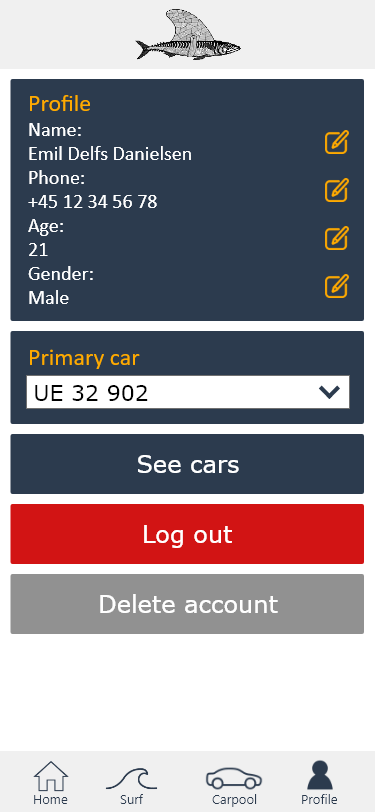 Profile
Name:
Emil Delfs Danielsen
Phone:
+45 12 34 56 78
Age:
21
Gender:
Male
Primary car
UE 32 902
See cars
Log out
Delete account
Home
Surf
Carpool
Profile